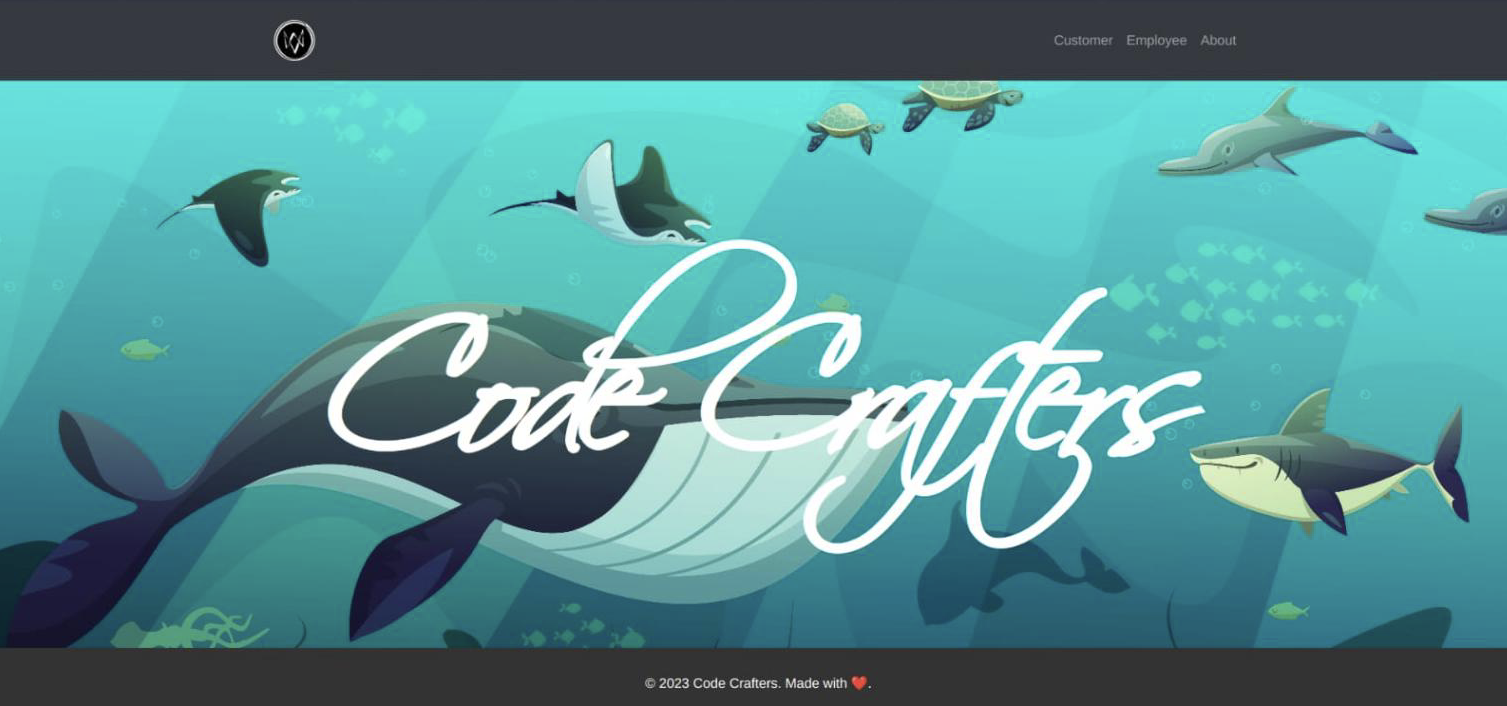 Customer Employee About
Code Crafters
© 2023 Code Crafters. Made with ❤️.